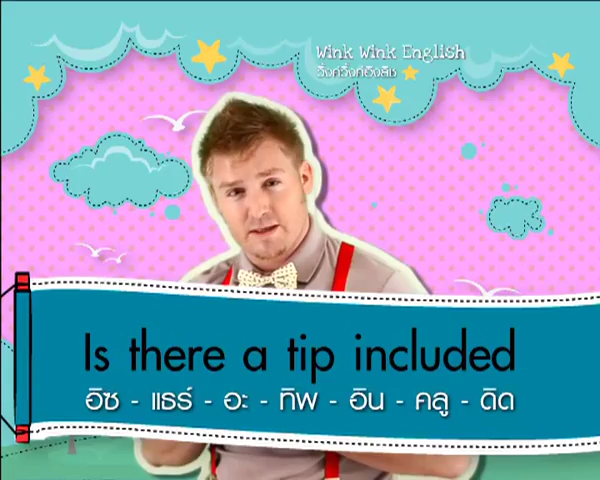 Wink Wink English
วิ้งค์วิ้งค์อิงลิช
Is there a tip included
อิซ - แธร์ - อะ - ทิพ - อิน - คลู - ดิด